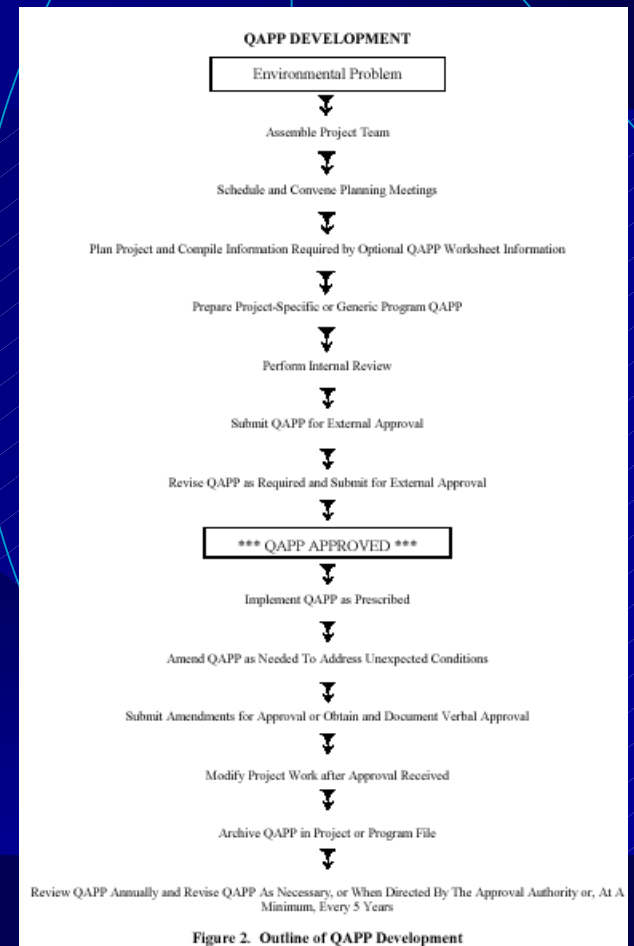 QAPP DEVELOPMENT
Environmental Problem
Assemble Project Team
Schedule and Convene Planning Meetings
Plan Project and Compile Information Required by Optional QAPP Worksheet Information
Prepare Project-Specific or Generic Program QAPP
Perform Internal Review
Submit QAPP for External Approval
Revise QAPP as Required and Submit for External Approval
*** QAPP APPROVED ***
Implement QAPP as Prescribed
Amend QAPP as Needed To Address Unexpected Conditions
Submit Amendments for Approval or Obtain and Document Verbal Approval
Modify Project Work after Approval Received
Archive QAPP in Project or Program File
Review QAPP Annually and Revise QAPP As Necessary, or When Directed By The Approval Authority or, At A
Minimum, Every 5 Years
Figure 2. Outline of QAPP Development